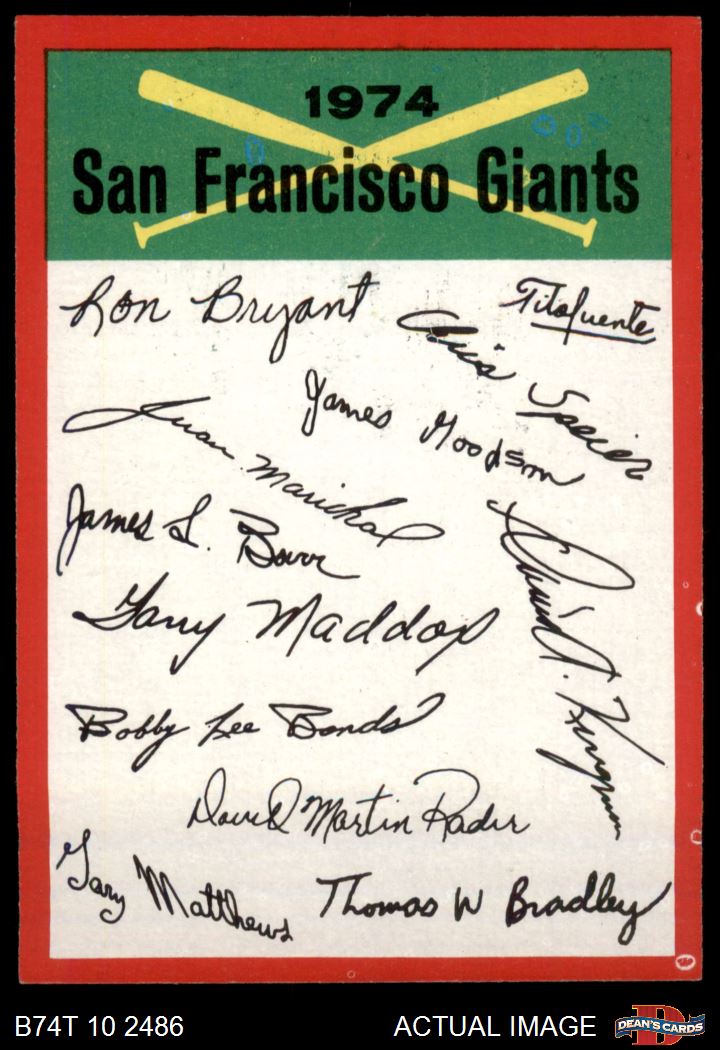 1974
San Francisco Giants
Ron Bryant
Tito Fuentes
Chris Speier
James Goodson
Juan Marichal
James L. Barr
David A. Kingman
Garry Maddox
Bobby Lee Bonds
David Martin Rader
Gary Matthews
Thomas W Bradley
B74T 10 2486
ACTUAL IMAGE
D
DEAN'S CARDS